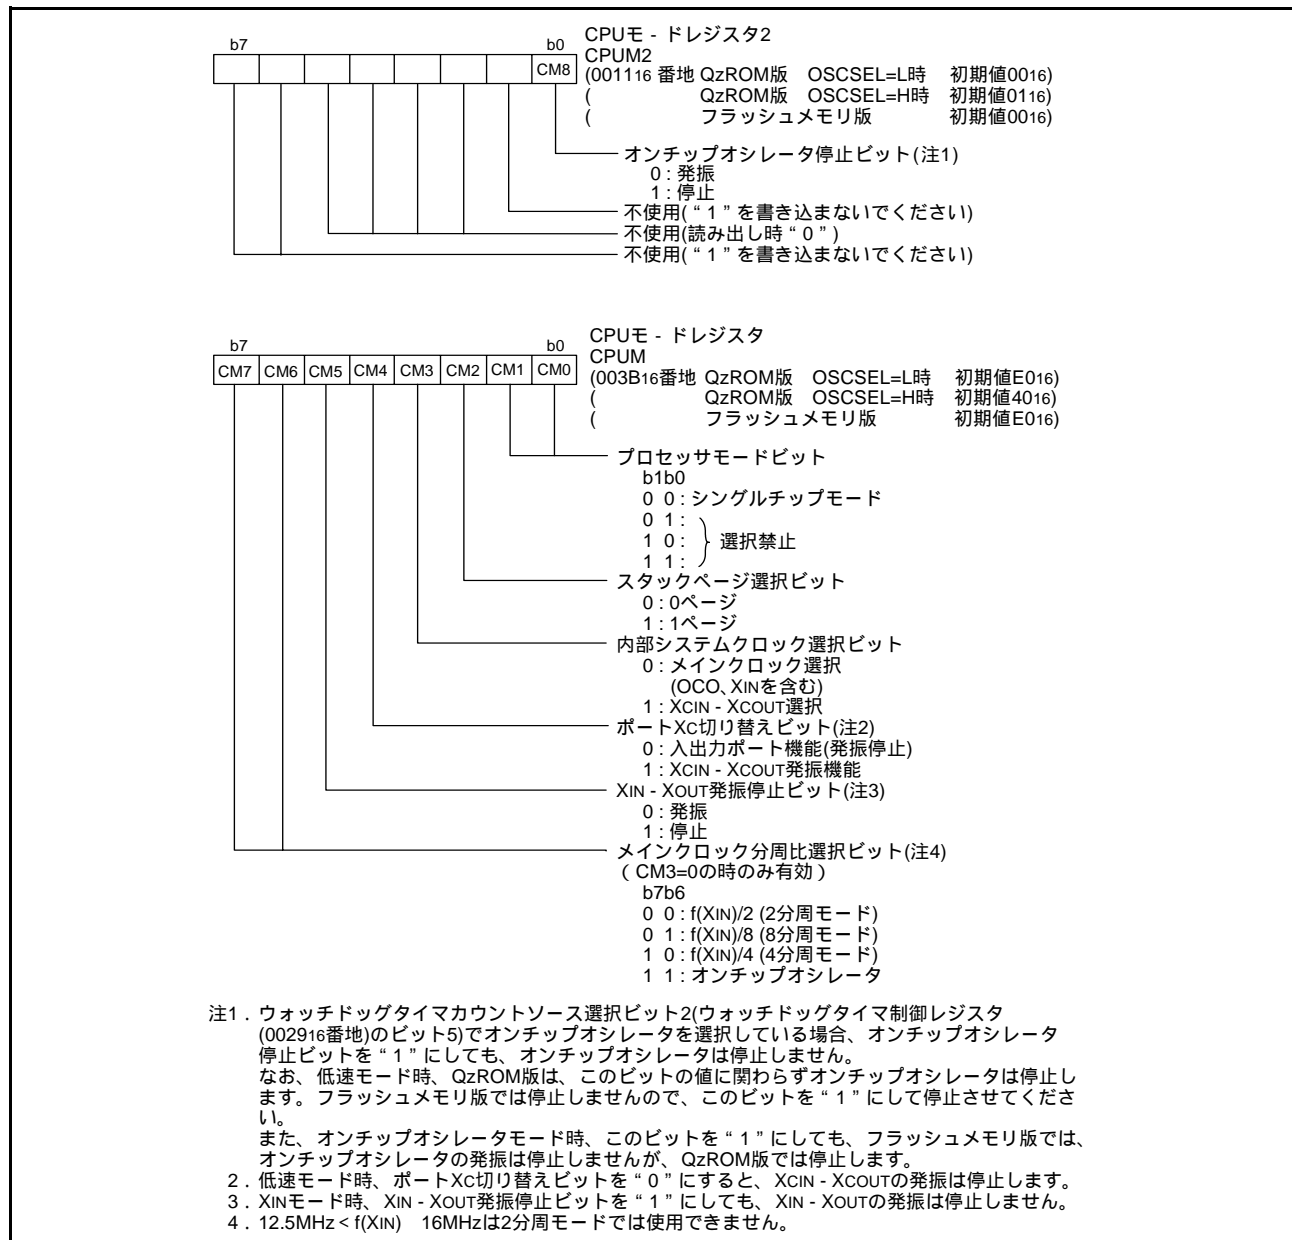 b7 b0
CM8
CPUモ - ドレジスタ2
CPUM2
(001116 番地 QzROM版 OSCSEL=L時 初期値0016)
( QzROM版 OSCSEL=H時 初期値0116)
( フラッシュメモリ版 初期値0016)
オンチップオシレータ停止ビット(注1)
0 : 発振
1 : 停止
不使用( “ 1 ” を書き込まないでください)
不使用(読み出し時 “ 0 ” )
不使用( “ 1 ” を書き込まないでください)
b7 b0
CM7 CM6 CM5 CM4 CM3 CM2 CM1 CM0
CPUモ - ドレジスタ
CPUM
(003B16番地 QzROM版 OSCSEL=L時 初期値E016)
( QzROM版 OSCSEL=H時 初期値4016)
( フラッシュメモリ版 初期値E016)
プロセッサモードビット
b1b0
0 0 : シングルチップモード
0 1 :
1 0 : 選択禁止
1 1 :
スタックページ選択ビット
0 : 0ページ
1 : 1ページ
内部システムクロック選択ビット
0 : メインクロック選択
(OCO、XINを含む)
1 : XCIN - XCOUT選択
ポートXC切り替えビット(注2)
0 : 入出力ポート機能(発振停止)
1 : XCIN - XCOUT発振機能
XIN - XOUT発振停止ビット(注3)
0 : 発振
1 : 停止
メインクロック分周比選択ビット(注4)
( CM3=0の時のみ有効 )
b7b6
0 0 : f(XIN)/2 (2分周モード)
0 1 : f(XIN)/8 (8分周モード)
1 0 : f(XIN)/4 (4分周モード)
1 1 : オンチップオシレータ
注1 . ウォッチドッグタイマカウントソース選択ビット2(ウォッチドッグタイマ制御レジスタ
(002916番地)のビット5)でオンチップオシレータを選択している場合、オンチップオシレータ
停止ビットを “ 1 ” にしても、オンチップオシレータは停止しません。
なお、低速モード時、QzROM版は、このビットの値に関わらずオンチップオシレータは停止し
ます。フラッシュメモリ版では停止しませんので、このビットを “ 1 ” にして停止させてくださ
い。
また、オンチップオシレータモード時、このビットを “ 1 ” にしても、フラッシュメモリ版では、
オンチップオシレータの発振は停止しませんが、QzROM版では停止します。
2 . 低速モード時、ポートXC切り替えビットを “ 0 ” にすると、XCIN - XCOUTの発振は停止します。
3 . XINモード時、XIN - XOUT発振停止ビットを “ 1 ” にしても、XIN - XOUTの発振は停止しません。
4 . 12.5MHz < f(XIN) 16MHzは2分周モードでは使用できません。